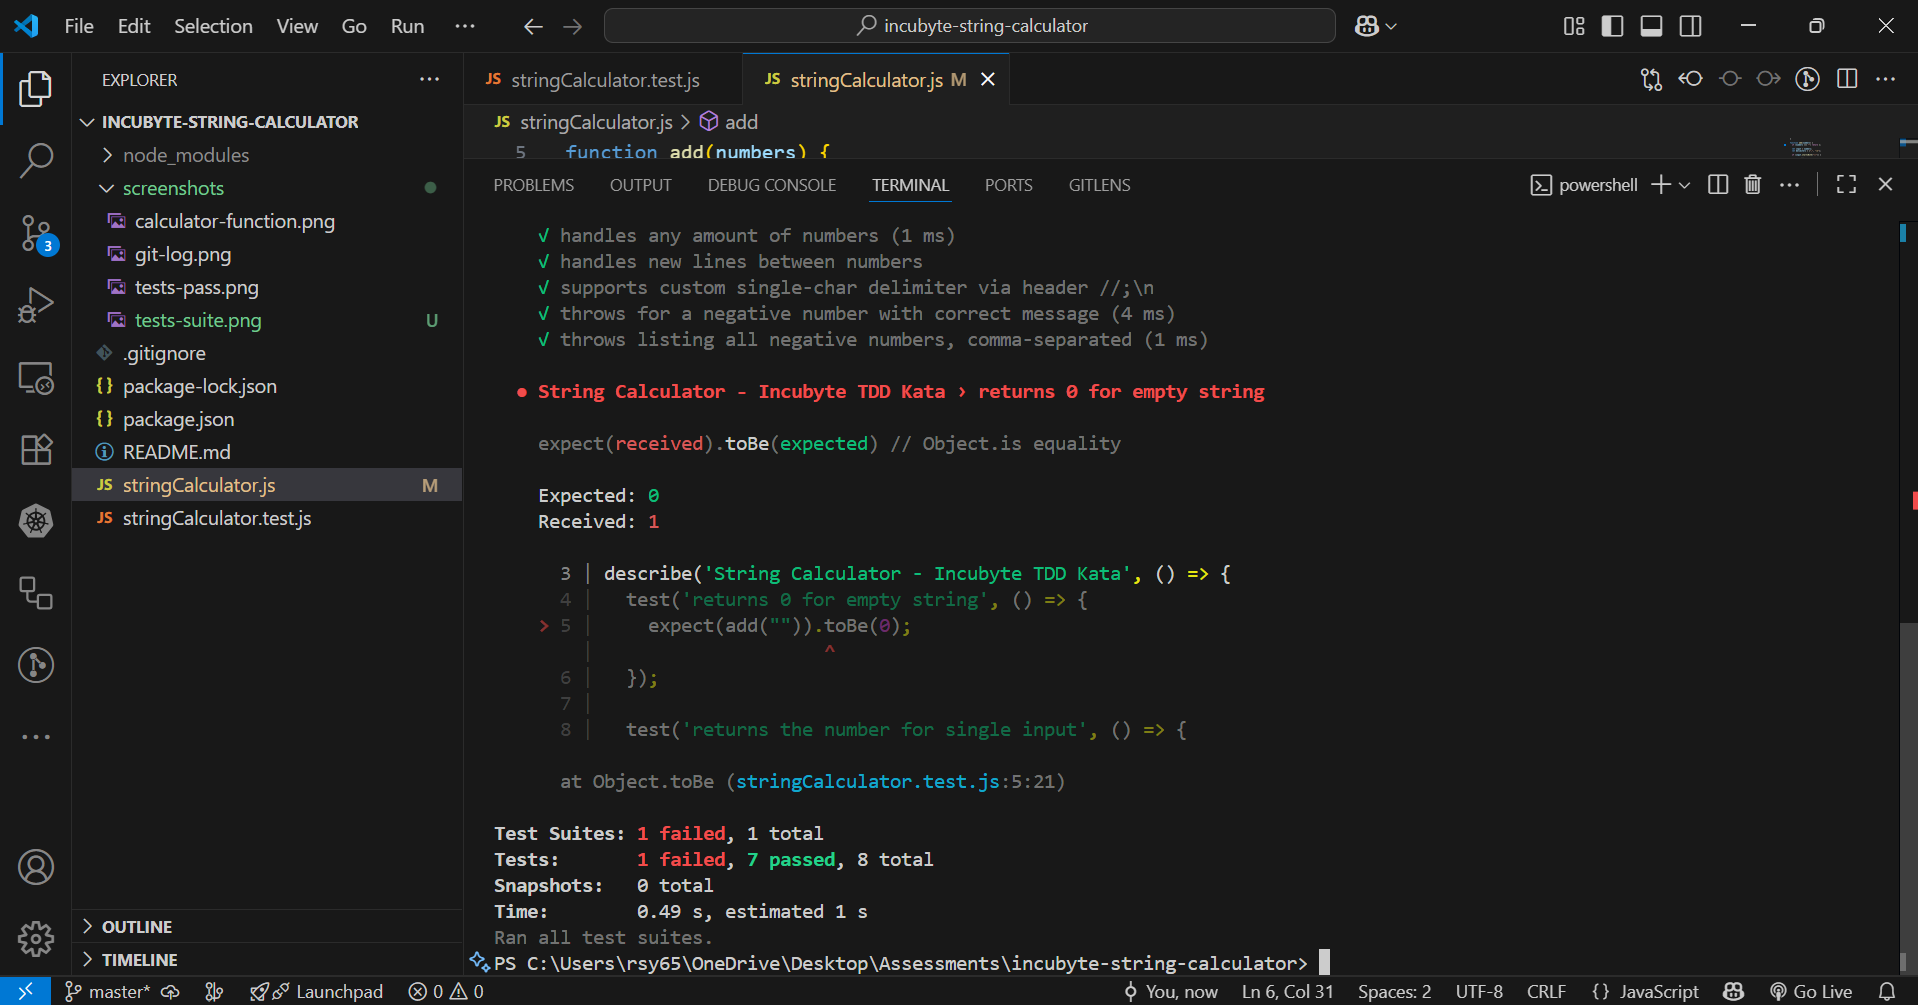 File Edit Selection View Go Run ··· incubyte-string-calculator
EXPLORER
INCUBYTE-STRING-CALCULATOR
node_modules
screenshots
calculator-function.png
git-log.png
tests-pass.png
tests-suite.png U
.gitignore
package-lock.json
package.json
README.md
JS stringCalculator.js M
JS stringCalculator.test.js
OUTLINE
TIMELINE
3
JS stringCalculator.test.js JS stringCalculator.js M
JS stringCalculator.js > add
5 function add(numbers) {
PROBLEMS OUTPUT DEBUG CONSOLE TERMINAL PORTS GITLENS powershell
√ handles any amount of numbers (1 ms)
√ handles new lines between numbers
√ supports custom single-char delimiter via header //;\n
√ throws for a negative number with correct message (4 ms)
√ throws listing all negative numbers, comma-separated (1 ms)
● String Calculator - Incubyte TDD Kata › returns 0 for empty string
expect(received).toBe(expected) // Object.is equality
Expected: 0
Received: 1
3 | describe('String Calculator - Incubyte TDD Kata', () => {
4 | test('returns 0 for empty string', () => {
> 5 | expect(add("")).toBe(0);
| ^
6 | });
7 |
8 | test('returns the number for single input', () => {
at Object.toBe (stringCalculator.test.js:5:21)
Test Suites: 1 failed, 1 total
Tests: 1 failed, 7 passed, 8 total
Snapshots: 0 total
Time: 0.49 s, estimated 1 s
Ran all test suites.
PS C:\Users\rsy65\OneDrive\Desktop\Assessments\incubyte-string-calculator>
master* Launchpad 0 0 You, now Ln 6, Col 31 Spaces: 2 UTF-8 CRLF {} JavaScript Go Live